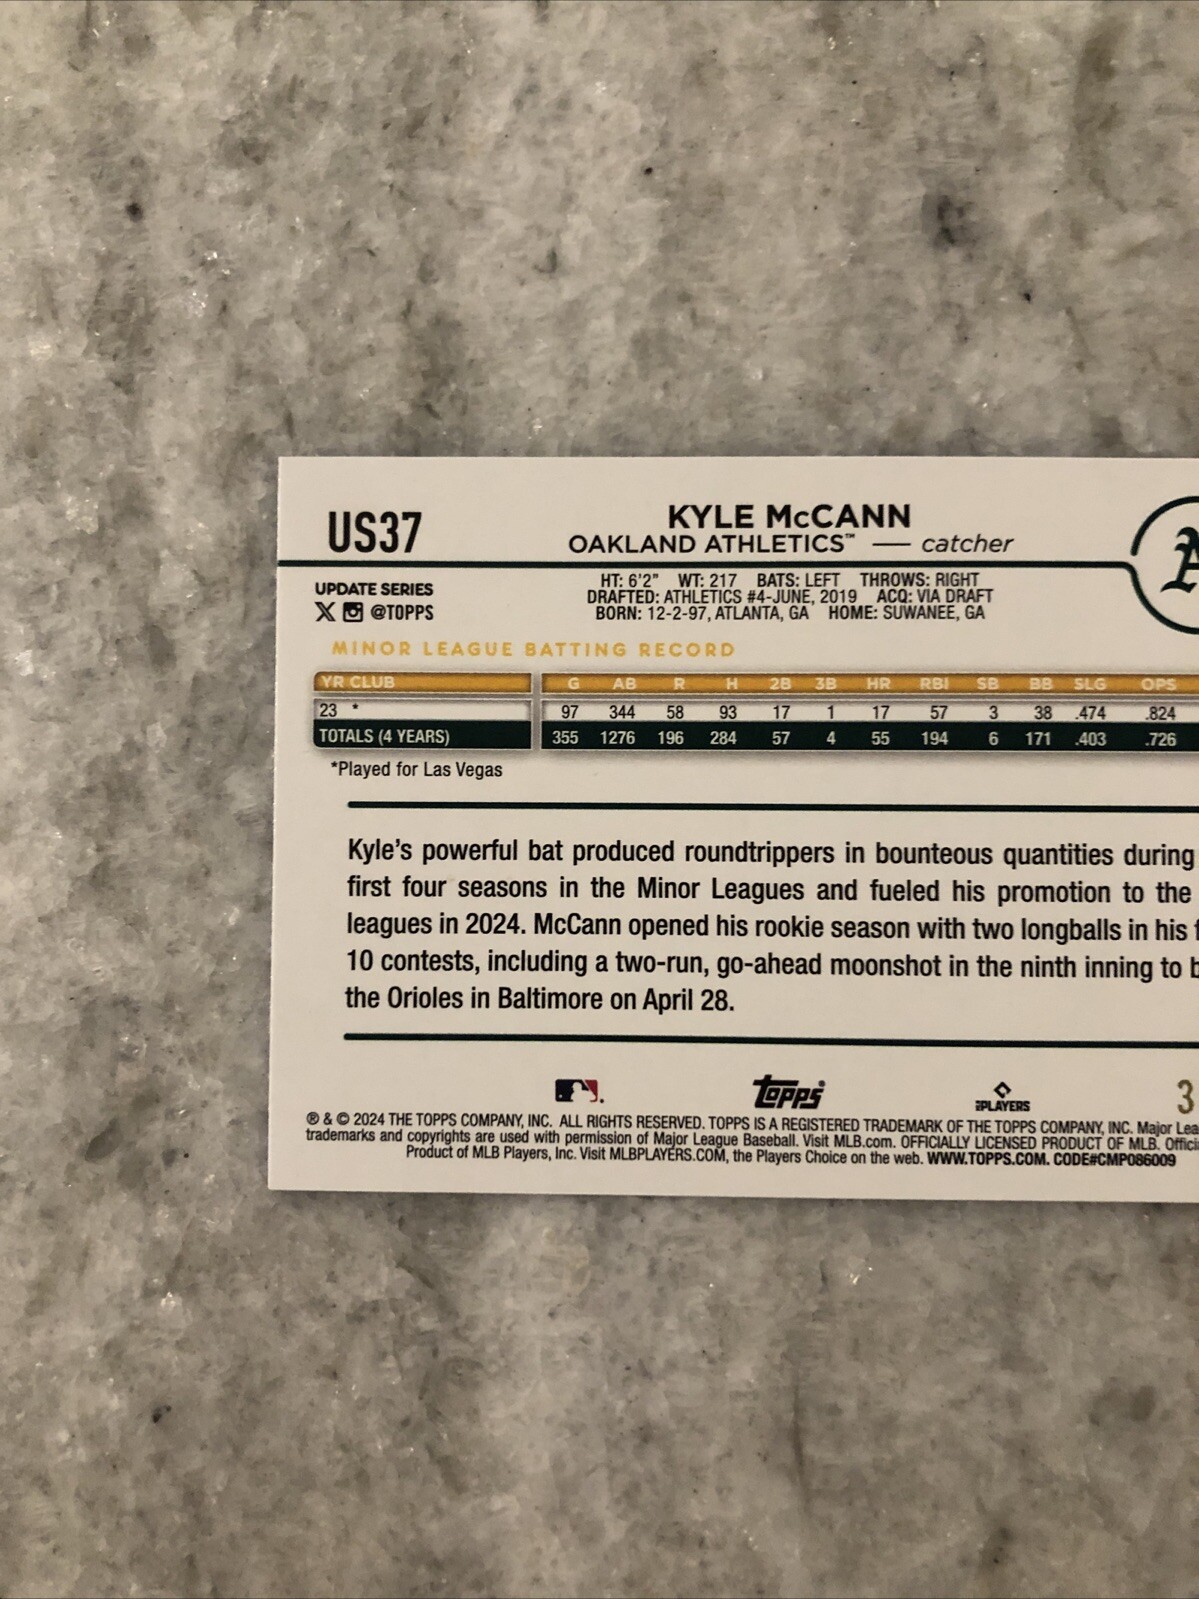 US37
KYLE McCANN
OAKLAND ATHLETICS™ — catcher
UPDATE SERIES
@TOPPS
HT: 6'2" WT: 217 BATS: LEFT THROWS: RIGHT
DRAFTED: ATHLETICS #4-JUNE, 2019 ACQ: VIA DRAFT
BORN: 12-2-97, ATLANTA, GA HOME: SUWANEE, GA
MINOR LEAGUE BATTING RECORD
YR CLUB G AB R H 2B 3B HR RBI SB BB SLG OPS
23 * 97 344 58 93 17 1 17 57 3 38 .474 .824
TOTALS (4 YEARS) 355 1276 196 284 57 4 55 194 6 171 .403 .726
*Played for Las Vegas
Kyle's powerful bat produced roundtrippers in bounteous quantities during
first four seasons in the Minor Leagues and fueled his promotion to the
leagues in 2024. McCann opened his rookie season with two longballs in his
10 contests, including a two-run, go-ahead moonshot in the ninth inning to
the Orioles in Baltimore on April 28.
topps® PLAYERS 3
® & © 2024 THE TOPPS COMPANY, INC. ALL RIGHTS RESERVED. TOPPS IS A REGISTERED TRADEMARK OF THE TOPPS COMPANY, INC. Major Lea
trademarks and copyrights are used with permission of Major League Baseball. Visit MLB.com. OFFICIALLY LICENSED PRODUCT OF MLB. Offici
Product of MLB Players, Inc. Visit MLBPLAYERS.COM, the Players Choice on the web. WWW.TOPPS.COM. CODE#CMP086009